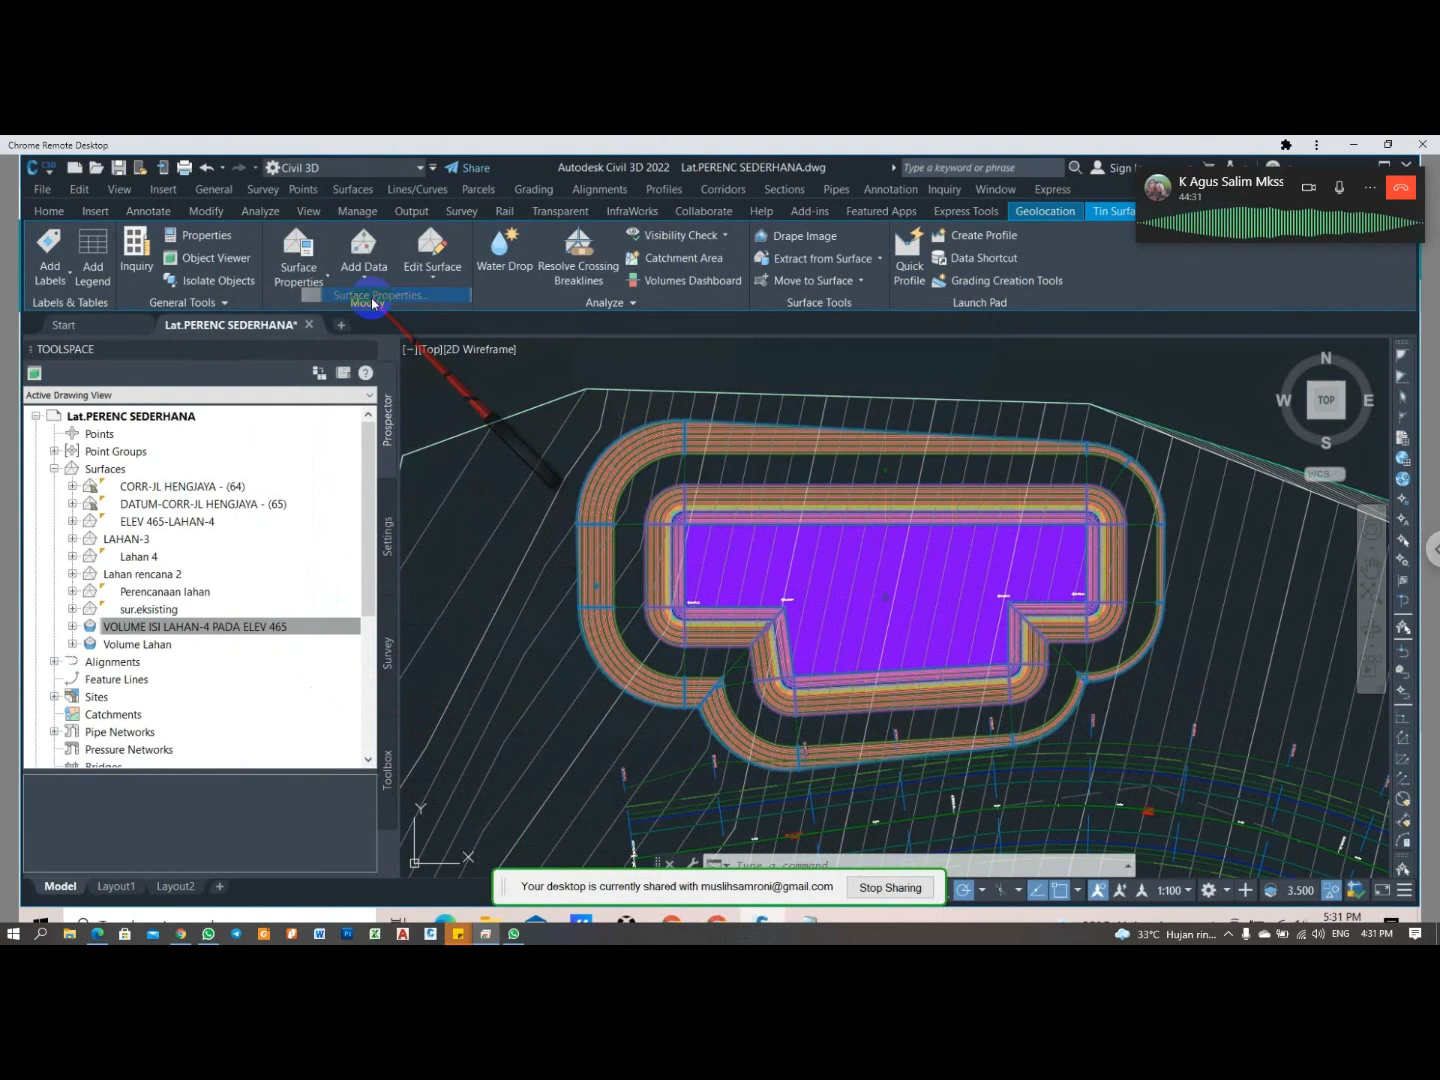 Chrome Remote Desktop
Civil 3D
Share
Autodesk Civil 3D 2022 Lat.PERENC SEDERHANA.dwg
Type a keyword or phrase
File Edit View Insert General Survey Points Surfaces Lines/Curves Parcels Grading Alignments Profiles Corridors Sections Pipes Annotation Inquiry Window Express
K Agus Salim Mkss
44:31
Home Insert Annotate Modify Analyze View Manage Output Survey Rail Transparent InfraWorks Collaborate Help Add-ins Featured Apps Express Tools Geolocation Tin Surfa
Add Labels
Add Legend
Labels & Tables
Inquiry
Properties
Object Viewer
Isolate Objects
General Tools
Surface Properties
Add Data
Edit Surface
Surface Properties...
Modify
Water Drop
Resolve Crossing Breaklines
Visibility Check
Catchment Area
Volumes Dashboard
Analyze
Drape Image
Extract from Surface
Move to Surface
Surface Tools
Quick Profile
Create Profile
Data Shortcut
Grading Creation Tools
Launch Pad
Start
Lat.PERENC SEDERHANA*
TOOLSPACE
[−][Top][2D Wireframe]
Active Drawing View
Lat.PERENC SEDERHANA
Points
Point Groups
Surfaces
CORR-JL HENGJAYA - (64)
DATUM-CORR-JL HENGJAYA - (65)
ELEV 465-LAHAN-4
LAHAN-3
Lahan 4
Lahan rencana 2
Perencanaan lahan
sur.eksisting
VOLUME ISI LAHAN-4 PADA ELEV 465
Volume Lahan
Alignments
Feature Lines
Sites
Catchments
Pipe Networks
Pressure Networks
Bridges
Prospector
Settings
Survey
Toolbox
N
W
TOP
E
S
WCS
Y
X
Type a command
Model Layout1 Layout2
Your desktop is currently shared with muslihsamroni@gmail.com
Stop Sharing
1:100
3.500
5:31 PM
33°C Hujan rin...
ENG
4:31 PM